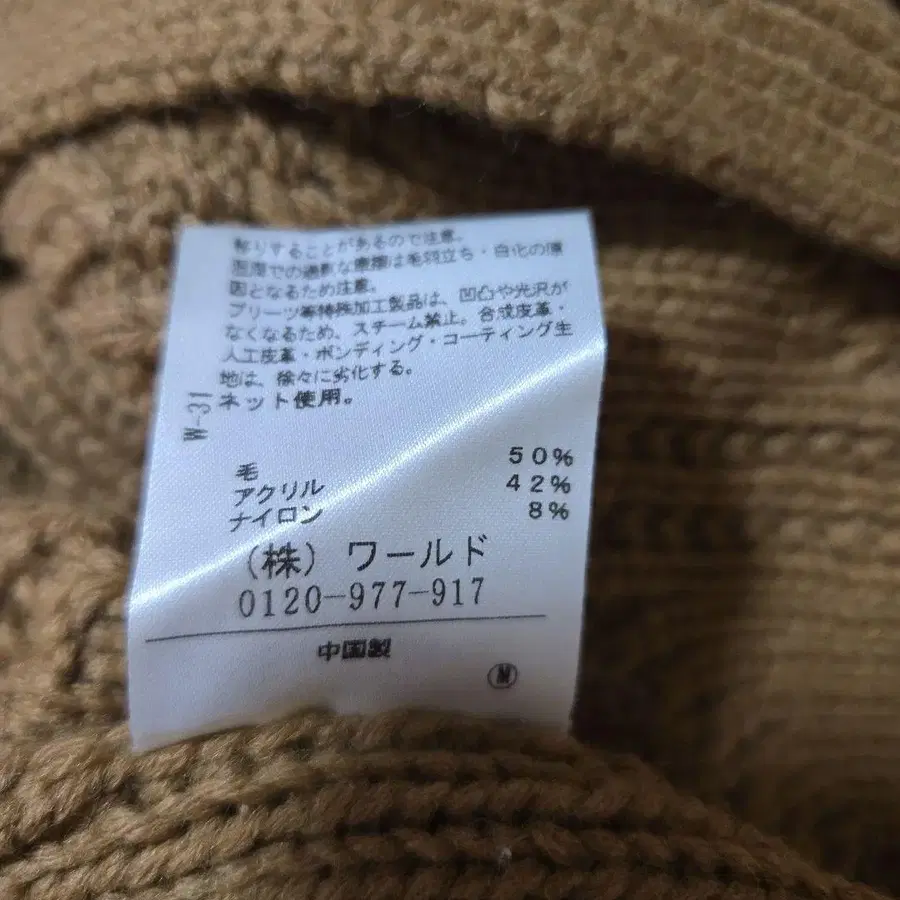 粘りすることがあるので注意。
での過剰な摩擦は毛羽立ち・白化の原
因となるため注意。
プリーツ等特殊加工製品は、凹凸や光沢が
なくなるため、スチーム禁止。合成皮革・
人工皮革・ボンディング・コーティング生
地は、徐々に劣化する。
ネット使用。
W-31
毛 50%
アクリル 42%
ナイロン 8%
(株) ワールド
0120-977-917
中国製
M